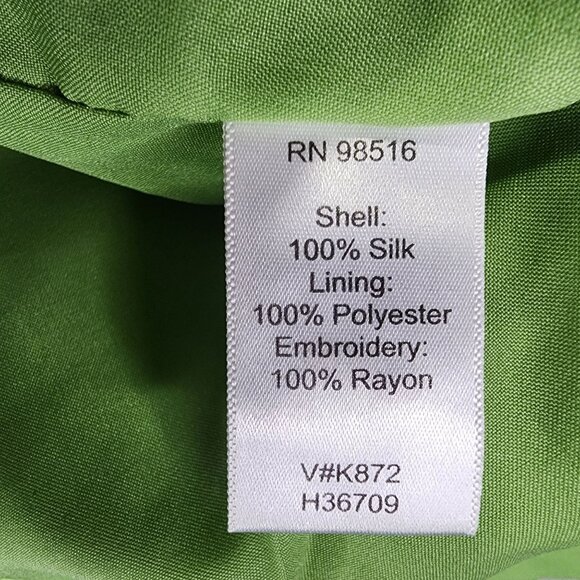 RN 98516
Shell:
100% Silk
Lining:
100% Polyester
Embroidery:
100% Rayon
V#K872
H36709